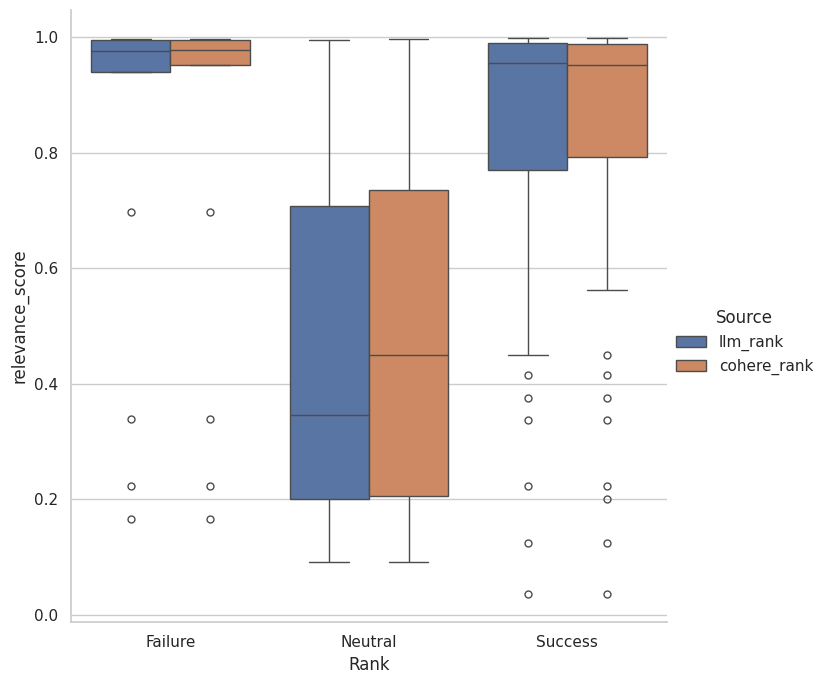 1.0
0.8
0.6
0.4
0.2
0.0
relevance_score
Failure
Neutral
Success
Rank
Source
llm_rank
cohere_rank